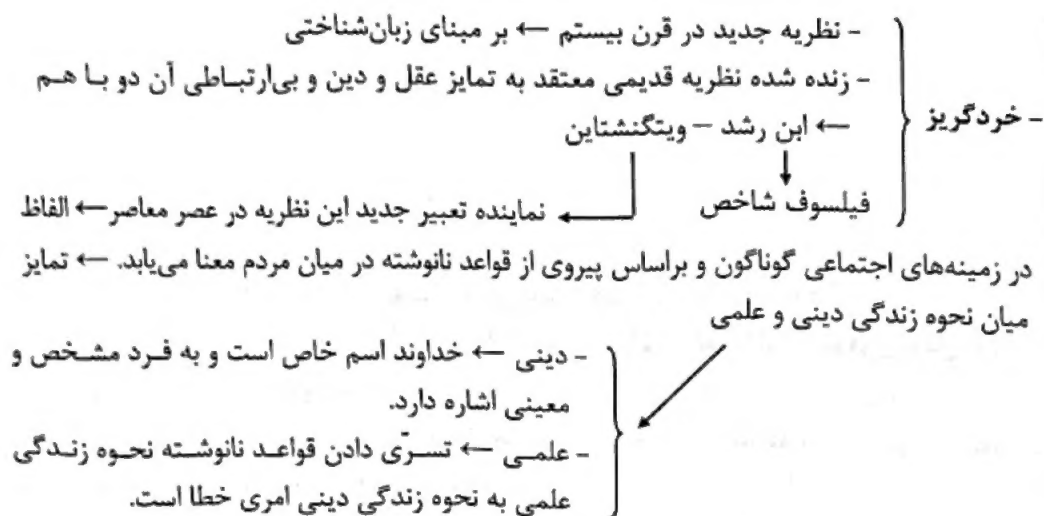 - نظریه جدید در قرن بیستم ← بر مبنای زبان‌شناختی
- زنده شده نظریه قدیمی معتقد به تمایز عقل و دین و بی‌ارتباطی آن دو با هم
- خردگریز
← ابن رشد – ویتگنشتاین
فیلسوف شاخص
نماینده تعبیر جدید این نظریه در عصر معاصر ← الفاظ
در زمینه‌های اجتماعی گوناگون و براساس پیروی از قواعد نانوشته در میان مردم معنا می‌یابد. ← تمایز
میان نحوه زندگی دینی و علمی
- دینی ← خداوند اسم خاص است و به فرد مشخص و
معینی اشاره دارد.
- علمی ← تسرّی دادن قواعد نانوشته نحوه زندگی
علمی به نحوه زندگی دینی امری خطا است.